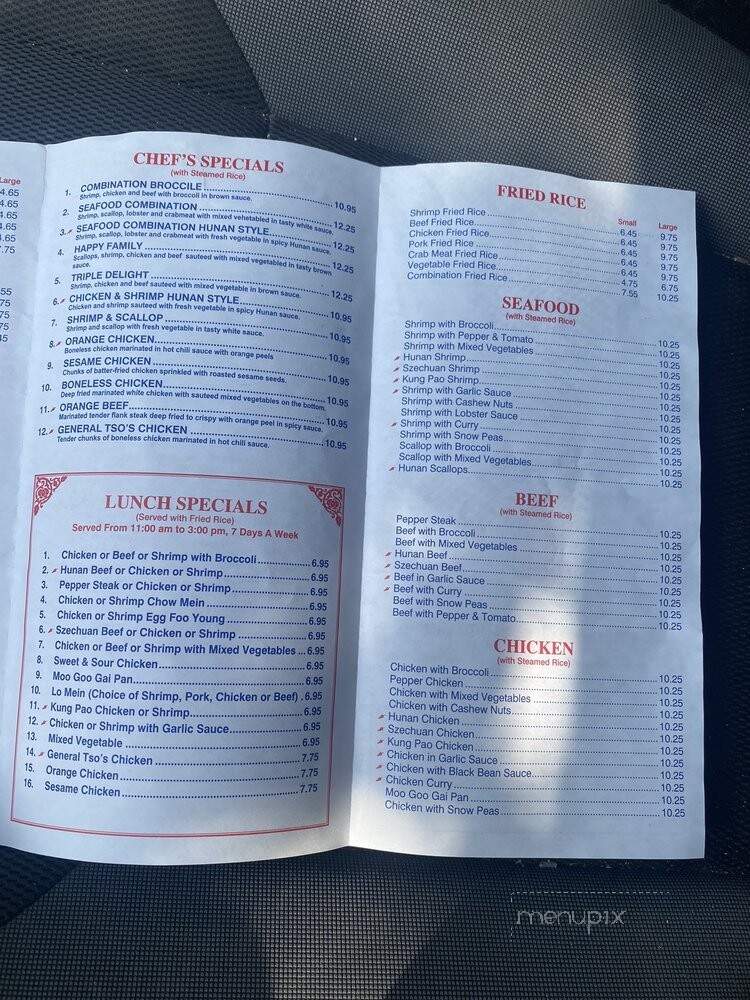 Large
4.65
4.65
4.65
4.65
4.65
7.75
CHEF'S SPECIALS
(with Steamed Rice)
1. COMBINATION BROCCILE 10.95
Shrimp, chicken and beef with broccoli in brown sauce.
2. SEAFOOD COMBINATION 12.25
Shrimp, scallop, lobster and crabmeat with mixed vehetabled in tasty white sauce.
3. SEAFOOD COMBINATION HUNAN STYLE 12.25
Shrimp, scallop, lobster and crabmeat with fresh vegetable in spicy Hunan sauce.
4. HAPPY FAMILY 12.25
Scallops, shrimp, chicken and beef sauteed with mixed vegetabled in tasty brown
sauce.
5. TRIPLE DELIGHT 12.25
Shrimp, chicken and beef sauteed with mixed vegetable in brown sauce.
6. CHICKEN & SHRIMP HUNAN STYLE 10.95
Chicken and shrimp sauteed with fresh vegetable in spicy Hunan sauce.
7. SHRIMP & SCALLOP 10.95
Shrimp and scallop with fresh vegetable in tasty white sauce.
8. ORANGE CHICKEN 10.95
Boneless chicken marinated in hot chili sauce with orange peels
9. SESAME CHICKEN 10.95
Chunks of batter-fried chicken sprinkled with roasted sesame seeds.
10. BONELESS CHICKEN 10.95
Deep fried marinated white chicken with sauteed mixed vegetables on the bottom.
11. ORANGE BEEF 10.95
Marinated tender flank steak deep fried to crispy with orange peel in spicy sauce.
12. GENERAL TSO'S CHICKEN 10.95
Tender chunks of boneless chicken marinated in hot chili sauce.
LUNCH SPECIALS
(Served with Fried Rice)
Served From 11:00 am to 3:00 pm, 7 Days A Week
1. Chicken or Beef or Shrimp with Broccoli 6.95
2. Hunan Beef or Chicken or Shrimp 6.95
3. Pepper Steak or Chicken or Shrimp 6.95
4. Chicken or Shrimp Chow Mein 6.95
5. Chicken or Shrimp Egg Foo Young 6.95
6. Szechuan Beef or Chicken or Shrimp 6.95
7. Chicken or Beef or Shrimp with Mixed Vegetables 6.95
8. Sweet & Sour Chicken 6.95
9. Moo Goo Gai Pan 6.95
10. Lo Mein (Choice of Shrimp, Pork, Chicken or Beef) 6.95
11. Kung Pao Chicken or Shrimp 6.95
12. Chicken or Shrimp with Garlic Sauce 6.95
13. Mixed Vegetable 6.95
14. General Tso's Chicken 7.75
15. Orange Chicken 7.75
16. Sesame Chicken 7.75
FRIED RICE
Small Large
Shrimp Fried Rice 6.45 9.75
Beef Fried Rice 6.45 9.75
Chicken Fried Rice 6.45 9.75
Pork Fried Rice 6.45 9.75
Crab Meat Fried Rice 6.45 9.75
Vegetable Fried Rice 4.75 6.75
Combination Fried Rice 7.55 10.25
SEAFOOD
(with Steamed Rice)
Shrimp with Broccoli 10.25
Shrimp with Pepper & Tomato 10.25
Shrimp with Mixed Vegetables 10.25
Hunan Shrimp 10.25
Szechuan Shrimp 10.25
Kung Pao Shrimp 10.25
Shrimp with Garlic Sauce 10.25
Shrimp with Cashew Nuts 10.25
Shrimp with Lobster Sauce 10.25
Shrimp with Curry 10.25
Shrimp with Snow Peas 10.25
Scallop with Broccoli 10.25
Scallop with Mixed Vegetables 10.25
Hunan Scallops 10.25
BEEF
(with Steamed Rice)
Pepper Steak 10.25
Beef with Broccoli 10.25
Beef with Mixed Vegetables 10.25
Hunan Beef 10.25
Szechuan Beef 10.25
Beef in Garlic Sauce 10.25
Beef with Curry 10.25
Beef with Snow Peas 10.25
Beef with Pepper & Tomato 10.25
CHICKEN
(with Steamed Rice)
Chicken with Broccoli 10.25
Pepper Chicken 10.25
Chicken with Mixed Vegetables 10.25
Chicken with Cashew Nuts 10.25
Hunan Chicken 10.25
Szechuan Chicken 10.25
Kung Pao Chicken 10.25
Chicken in Garlic Sauce 10.25
Chicken with Black Bean Sauce 10.25
Chicken Curry 10.25
Moo Goo Gai Pan 10.25
Chicken with Snow Peas 10.25
menupix